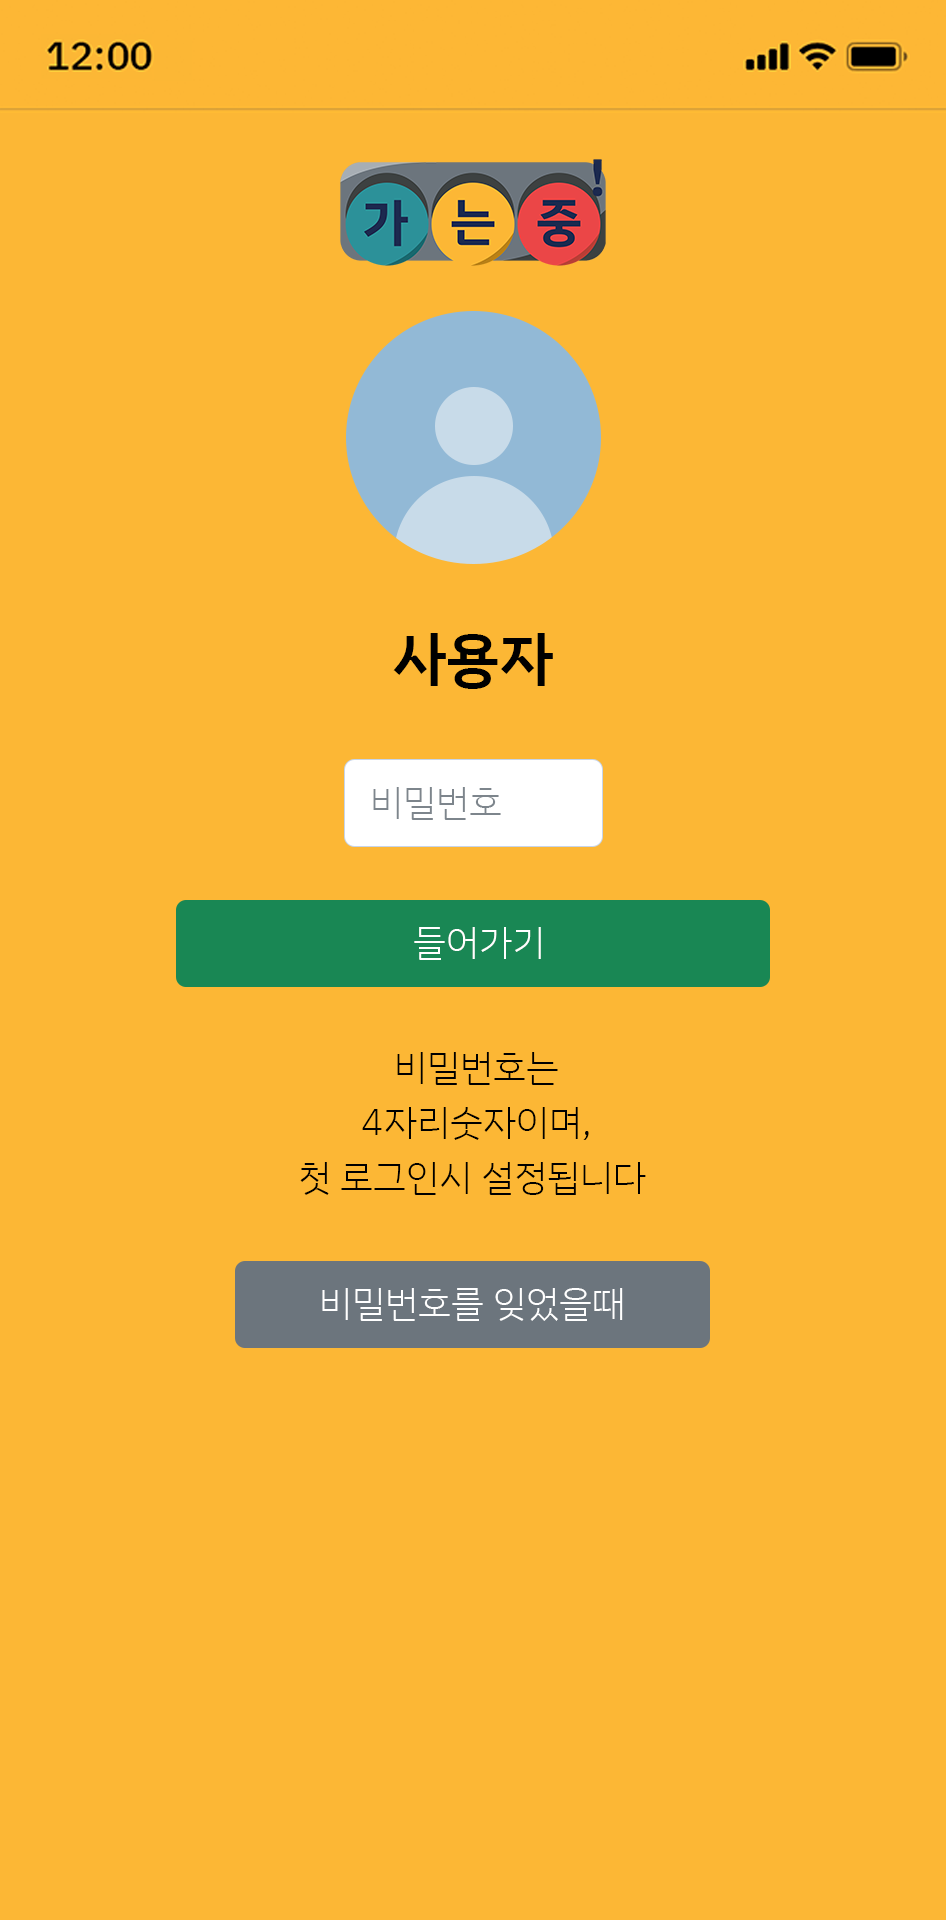 12:00
가는중!
사용자
비밀번호
들어가기
비밀번호는
4자리숫자이며,
첫 로그인시 설정됩니다
비밀번호를 잊었을때